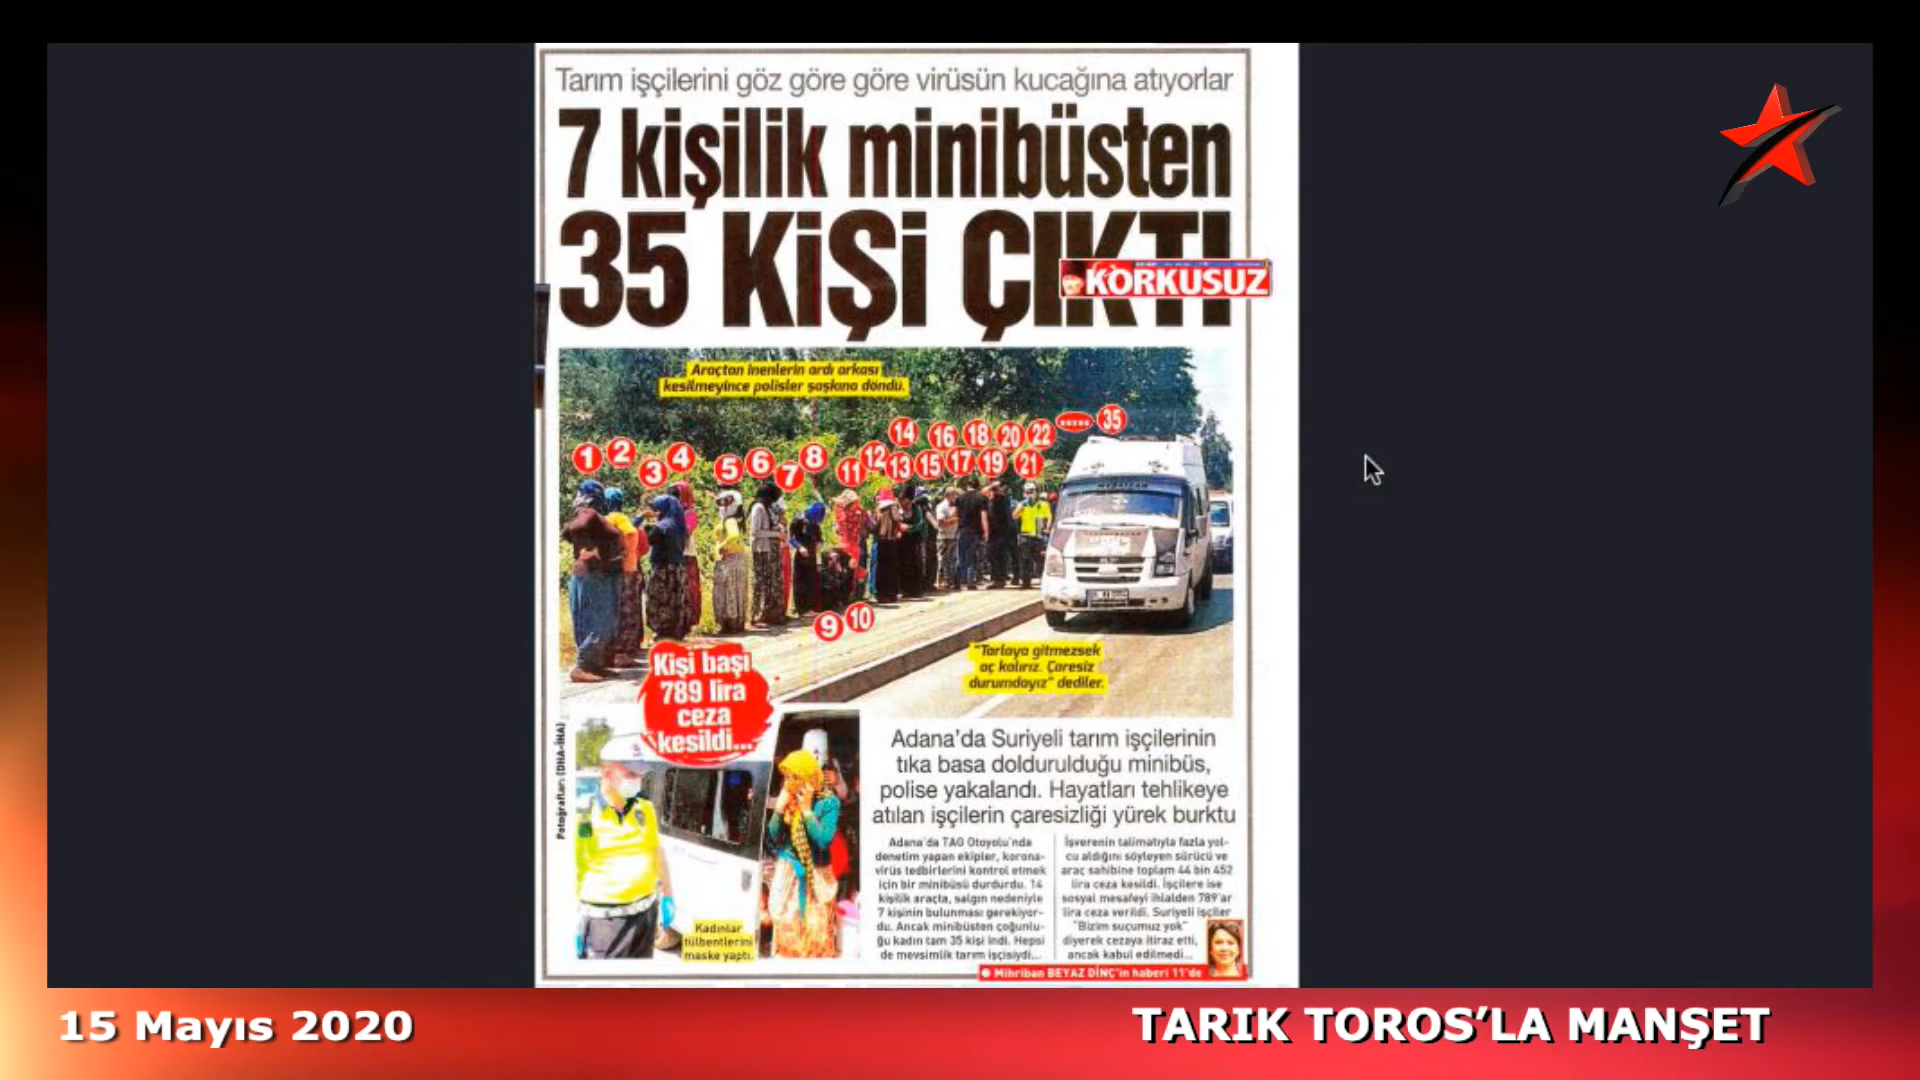 Tarım işçilerini göz göre göre virüsün kucağına atıyorlar
7 kişilik minibüsten
35 KİŞİ ÇIKTI
KORKUSUZ
Araçtan inenlerin ardı arkası
kesilmeyince polisler şaşkına döndü.
1 2 3 4 5 6 7 8 11 12 13 14 15 16 17 18 19 20 21 22 ..... 35
9 10
"Tarlaya gitmezsek
aç kalırız. Çaresiz
durumdayız" dediler.
Kişi başı
789 lira
ceza
kesildi...
Fotoğraflar: (DHA-İHA)
Kadınlar
tülbentlerini
maske yaptı.
Adana'da Suriyeli tarım işçilerinin
tıka basa doldurulduğu minibüs,
polise yakalandı. Hayatları tehlikeye
atılan işçilerin çaresizliği yürek burktu
Adana'da TAG Otoyolu'nda
denetim yapan ekipler, korona-
virüs tedbirlerini kontrol etmek
için bir minibüsü durdurdu. 14
kişilik araçta, salgın nedeniyle
7 kişinin bulunması gerekiyor-
du. Ancak minibüsten çoğunlu-
ğu kadın tam 35 kişi indi. Hepsi
de mevsimlik tarım işçisiydi...
İşverenin talimatıyla fazla yol-
cu aldığını söyleyen sürücü ve
araç sahibine toplam 44 bin 452
lira ceza kesildi. İşçilere ise
sosyal mesafeyi ihlalden 789'ar
lira ceza verildi. Suriyeli işçiler
"Bizim suçumuz yok"
diyerek cezaya itiraz etti,
ancak kabul edilmedi...
Mihriban BEYAZ DİNÇ'in haberi 11'de
15 Mayıs 2020
TARIK TOROS'LA MANŞET